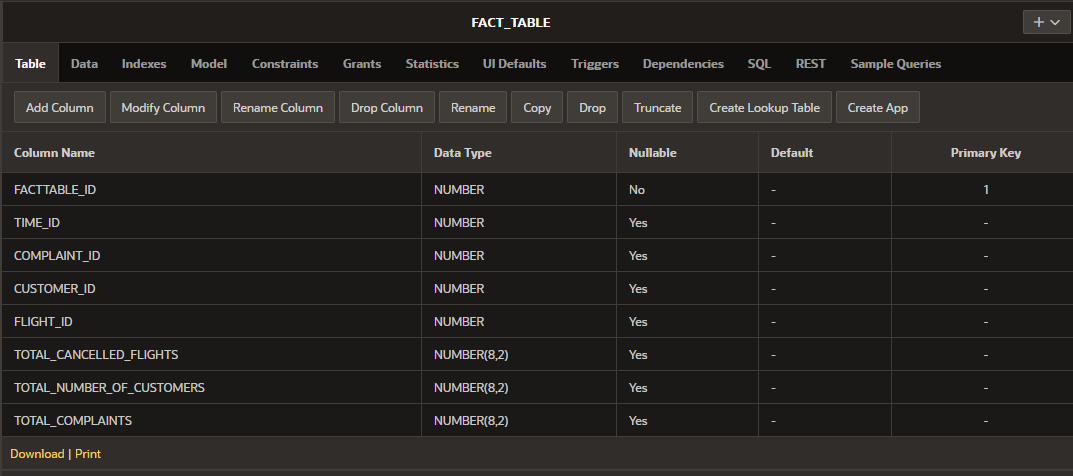 FACT_TABLE
Table Data Indexes Model Constraints Grants Statistics UI Defaults Triggers Dependencies SQL REST Sample Queries
Add Column Modify Column Rename Column Drop Column Rename Copy Drop Truncate Create Lookup Table Create App
Column Name Data Type Nullable Default Primary Key
FACTTABLE_ID NUMBER No - 1
TIME_ID NUMBER Yes - -
COMPLAINT_ID NUMBER Yes - -
CUSTOMER_ID NUMBER Yes - -
FLIGHT_ID NUMBER Yes - -
TOTAL_CANCELLED_FLIGHTS NUMBER(8,2) Yes - -
TOTAL_NUMBER_OF_CUSTOMERS NUMBER(8,2) Yes - -
TOTAL_COMPLAINTS NUMBER(8,2) Yes - -
Download | Print